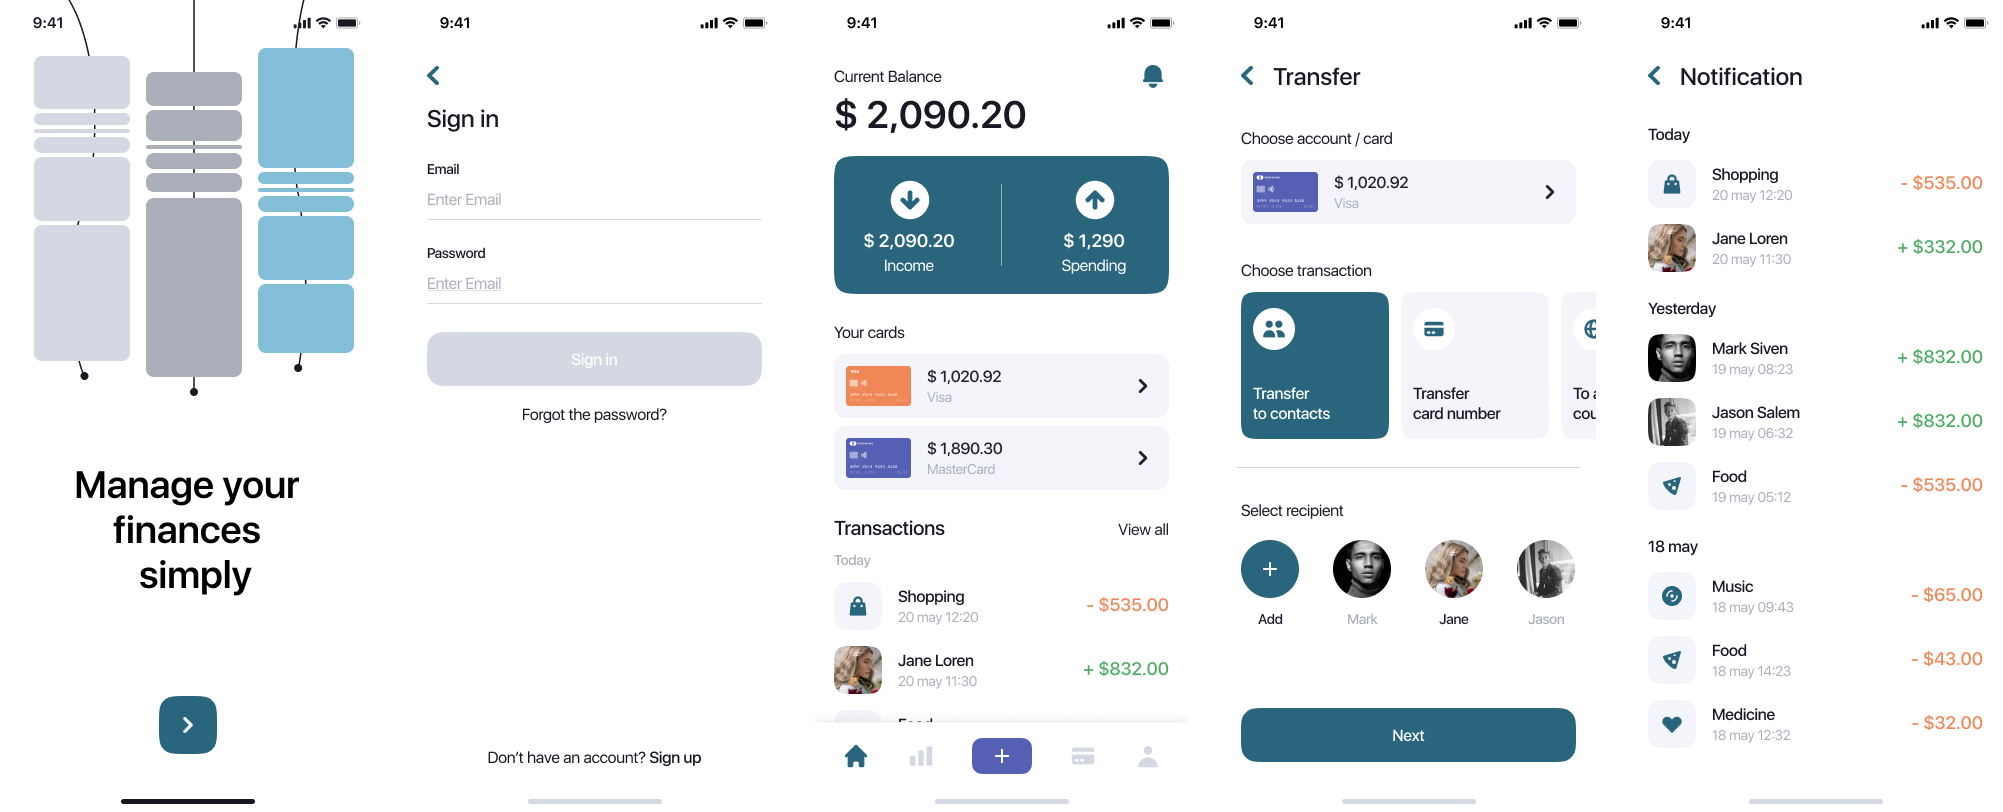 9:41
Manage your
finances
simply
9:41
Sign in
Email
Enter Email
Password
Enter Email
Sign in
Forgot the password?
Don't have an account? Sign up
9:41
Current Balance
$ 2,090.20
$ 2,090.20
Income
$ 1,290
Spending
Your cards
VISA
$ 1,020.92
Visa
$ 1,890.30
MasterCard
Transactions
View all
Today
Shopping
20 may 12:20
- $535.00
Jane Loren
20 may 11:30
+ $832.00
Food
9:41
Transfer
Choose account / card
$ 1,020.92
Visa
Choose transaction
Transfer
to contacts
Transfer
card number
To a
cou
Select recipient
Add
Mark
Jane
Jason
Next
9:41
Notification
Today
Shopping
20 may 12:20
- $535.00
Jane Loren
20 may 11:30
+ $332.00
Yesterday
Mark Siven
19 may 08:23
+ $832.00
Jason Salem
19 may 06:32
+ $832.00
Food
19 may 05:12
- $535.00
18 may
Music
18 may 09:43
- $65.00
Food
18 may 14:23
- $43.00
Medicine
18 may 12:32
- $32.00